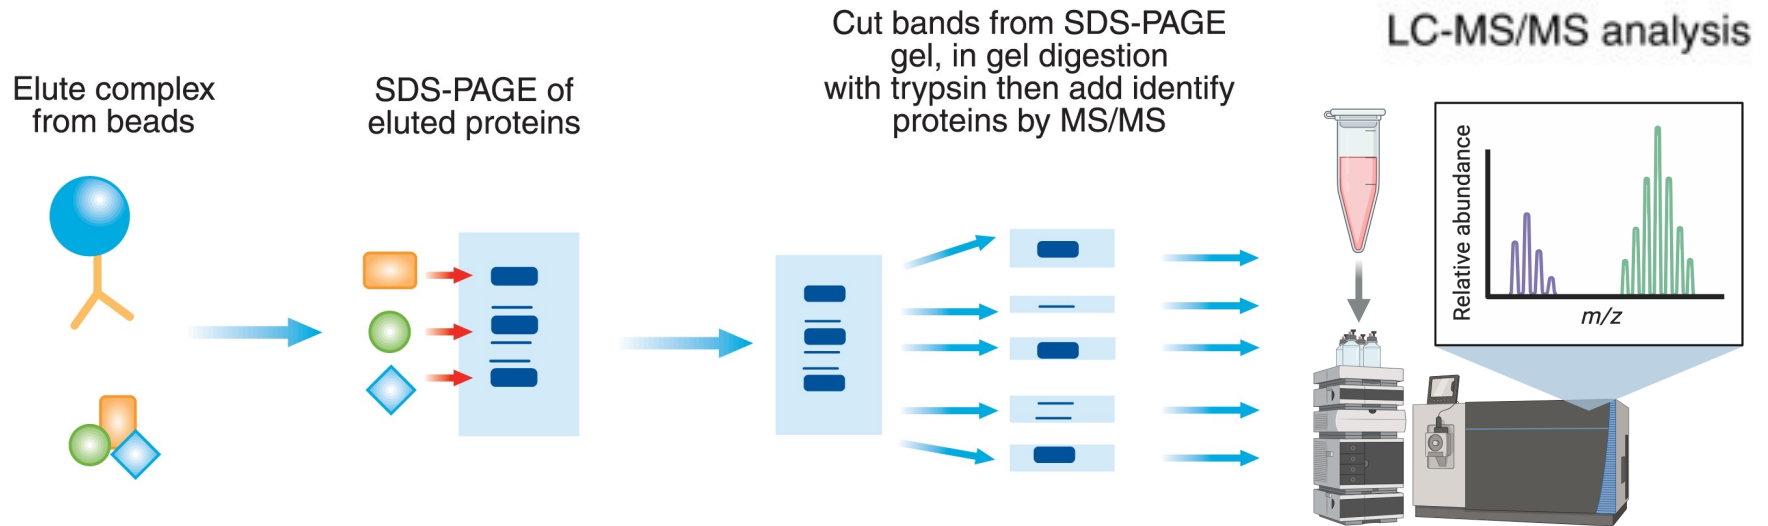 Elute complex
from beads
SDS-PAGE of
eluted proteins
Cut bands from SDS-PAGE
gel, in gel digestion
with trypsin then add identify
proteins by MS/MS
LC-MS/MS analysis
Relative abundance
m/z